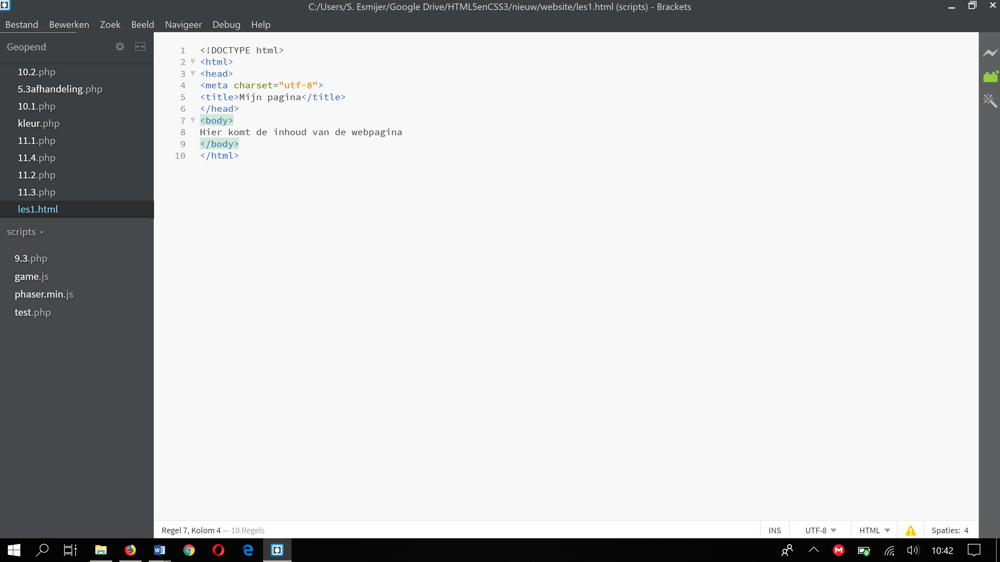 C:/Users/S. Esmijer/Google Drive/HTML5enCSS3/nieuw/website/les1.html (scripts) - Brackets
Bestand Bewerken Zoek Beeld Navigeer Debug Help
Geopend
10.2.php
5.3afhandeling.php
10.1.php
kleur.php
11.1.php
11.4.php
11.2.php
11.3.php
les1.html
scripts
9.3.php
game.js
phaser.min.js
test.php
1 <!DOCTYPE html>
2 <html>
3 <head>
4 <meta charset="utf-8">
5 <title>Mijn pagina</title>
6 </head>
7 <body>
8 Hier komt de inhoud van de webpagina
9 </body>
10 </html>
Regel 7, Kolom 4 — 10 Regels INS UTF-8 HTML Spaties: 4
10:42